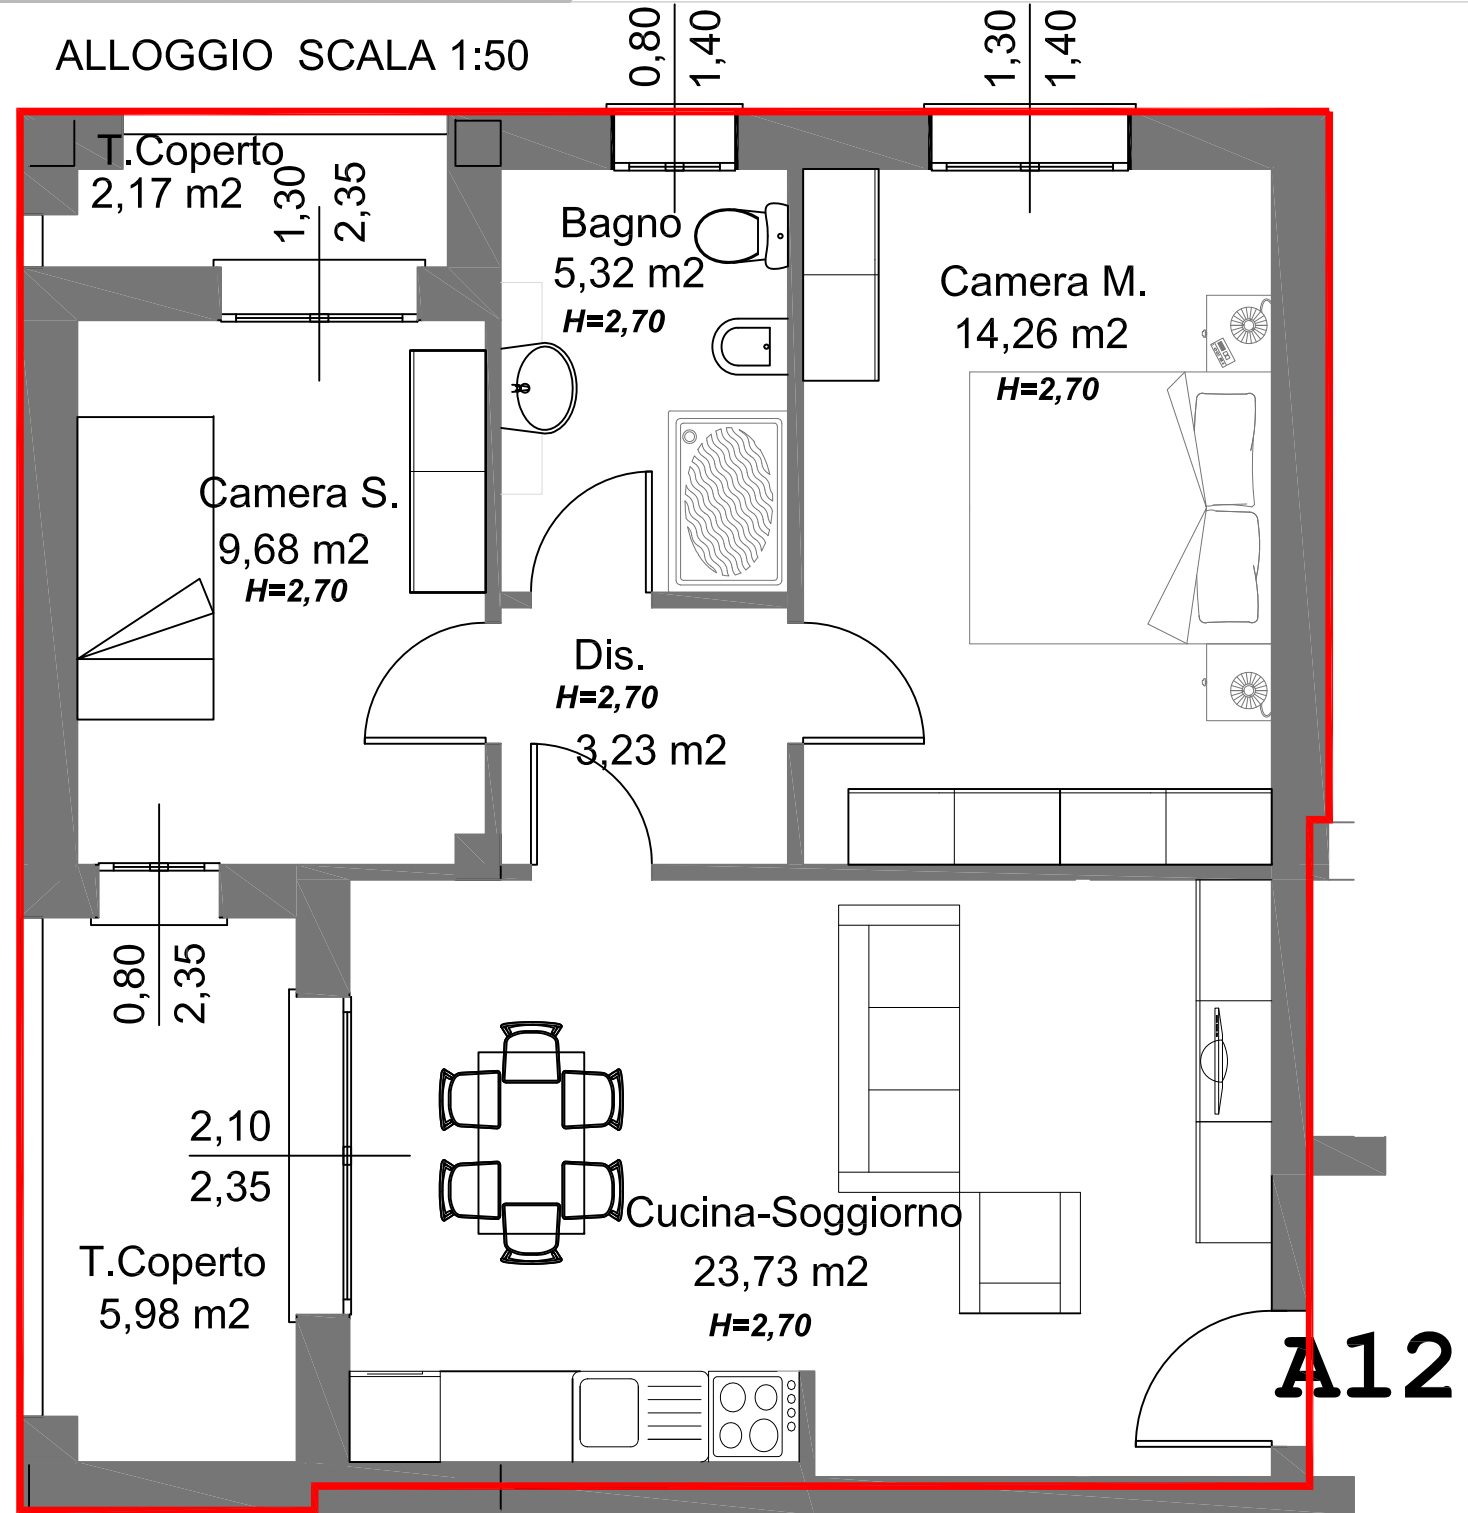 ALLOGGIO SCALA 1:50
0,80
1,40
1,30
1,40
T.Coperto
2,17 m2
1,30
2,35
Bagno
5,32 m2
H=2,70
Camera M.
14,26 m2
H=2,70
Camera S.
9,68 m2
H=2,70
Dis.
H=2,70
3,23 m2
0,80
2,35
2,10
2,35
T.Coperto
5,98 m2
Cucina-Soggiorno
23,73 m2
H=2,70
A12